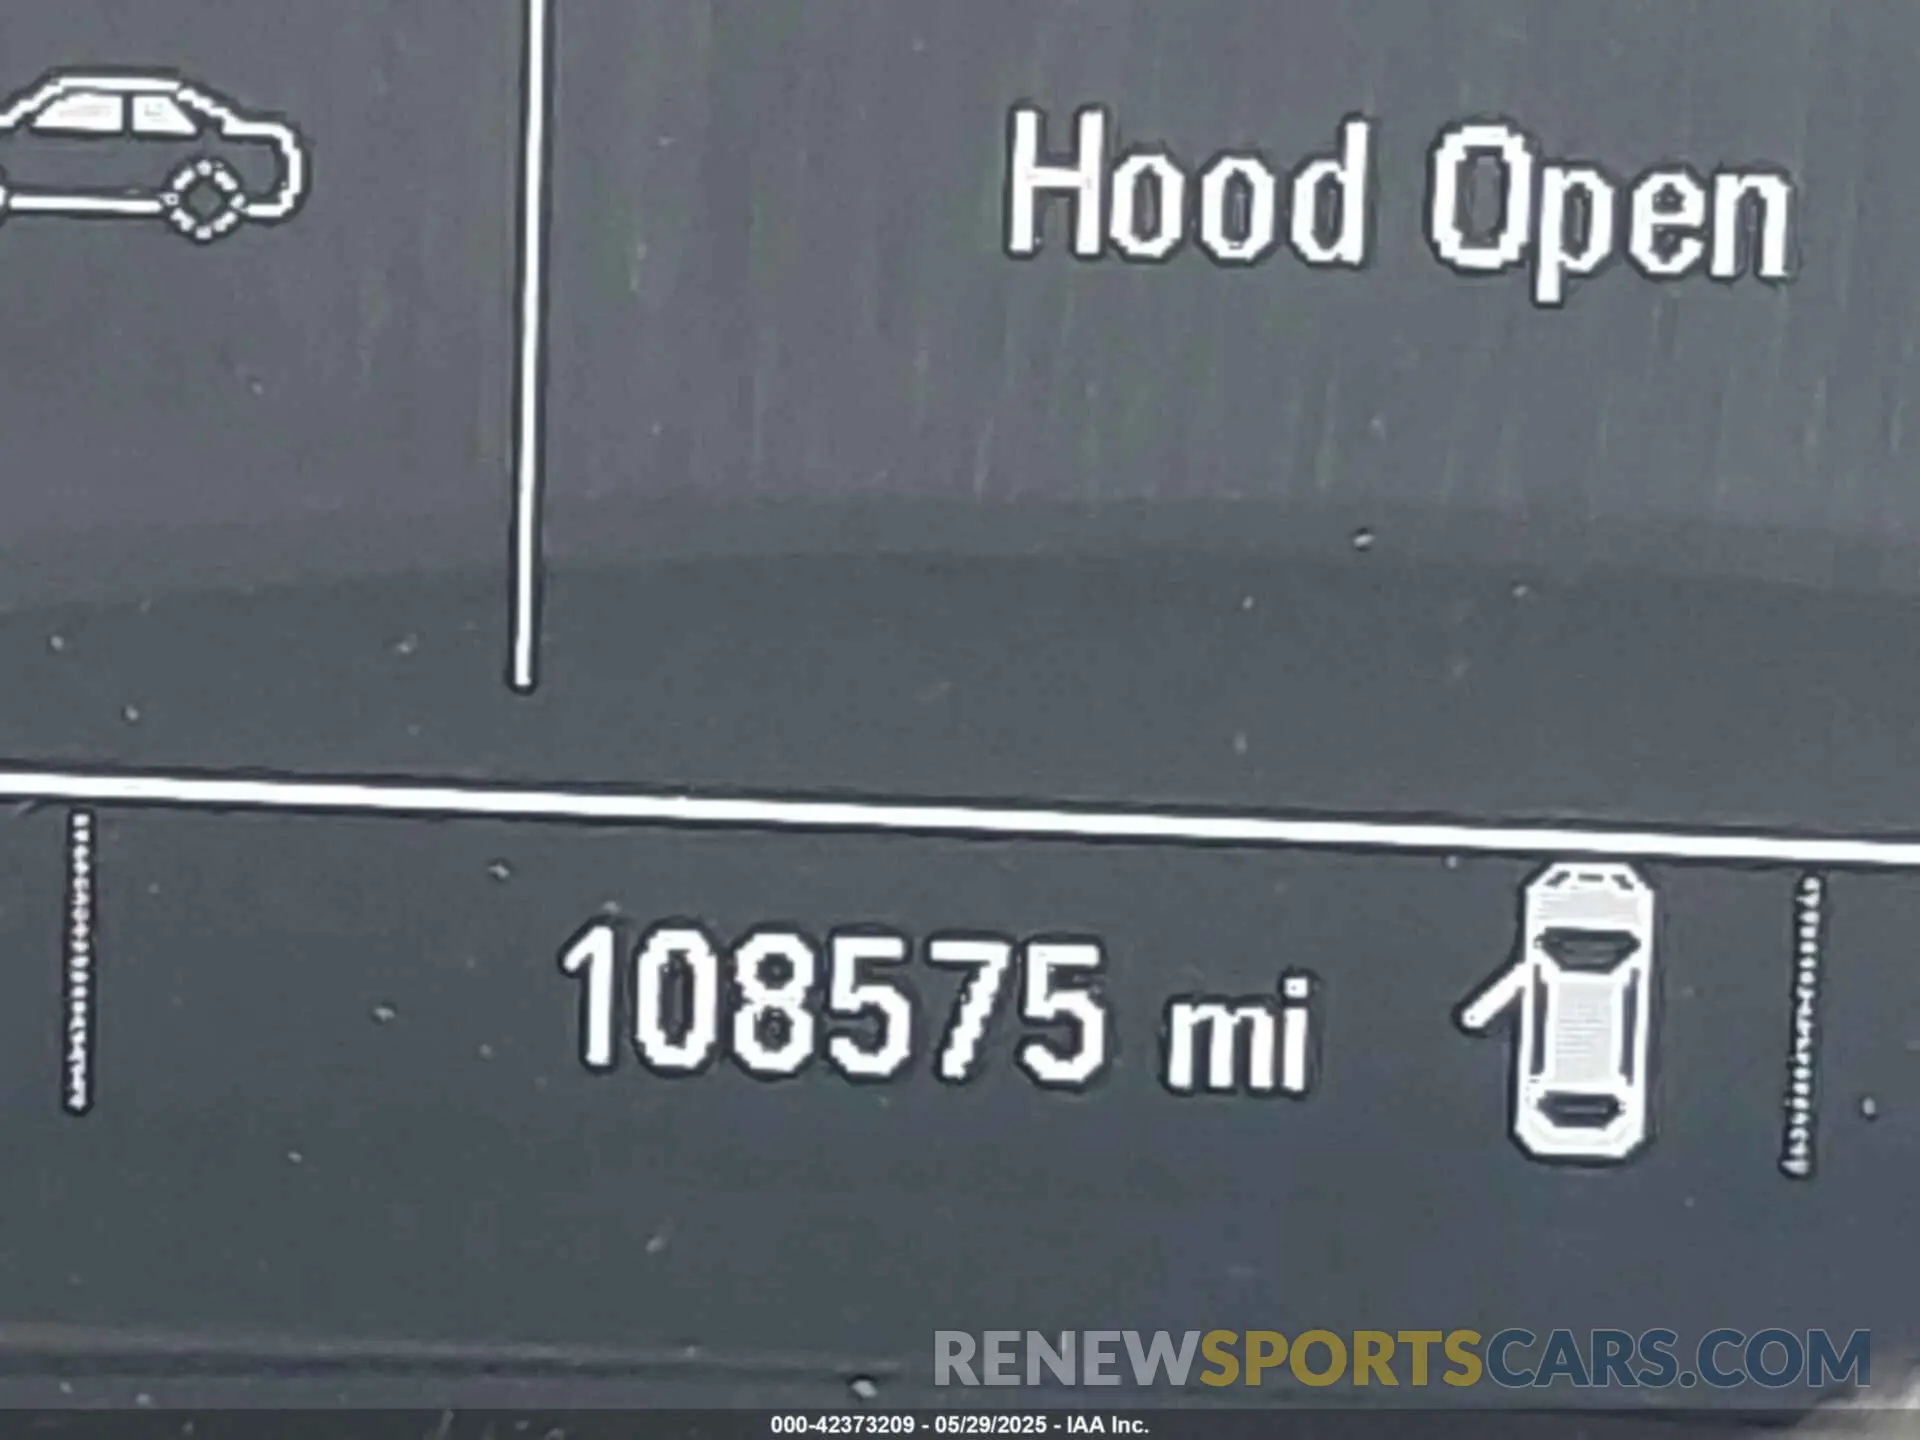 Hood Open
108575 mi
RENEWSPORTSCARS.COM
000-42373209 - 05/29/2025 - IAA Inc.